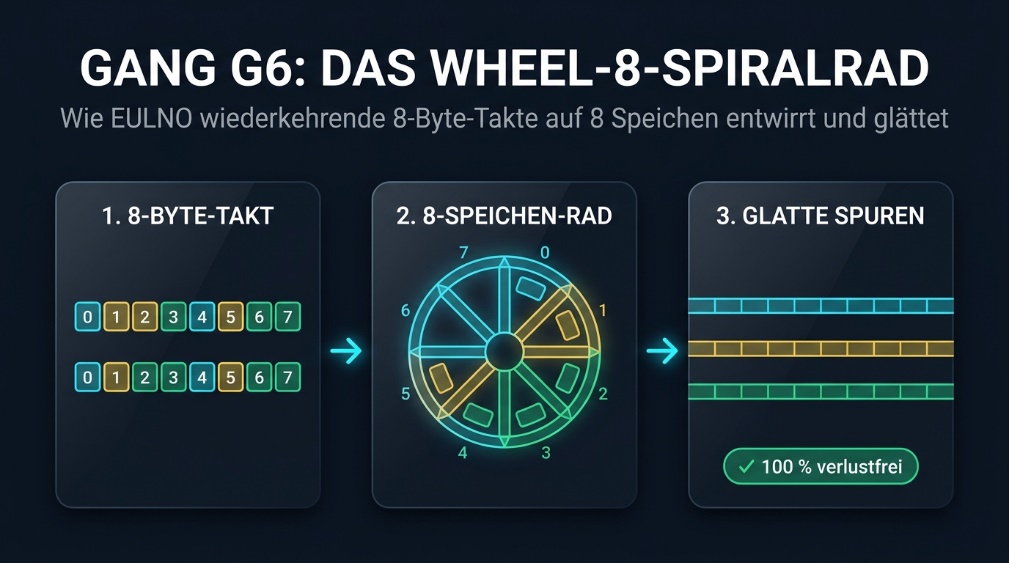 GANG G6: DAS WHEEL-8-SPIRALRAD
Wie EULNO wiederkehrende 8-Byte-Takte auf 8 Speichen entwirrt und glättet
1. 8-BYTE-TAKT
0 1 2 3 4 5 6 7
0 1 2 3 4 5 6 7
2. 8-SPEICHEN-RAD
7 0
6 1
5 2
4 3
3. GLATTE SPUREN
✓ 100 % verlustfrei